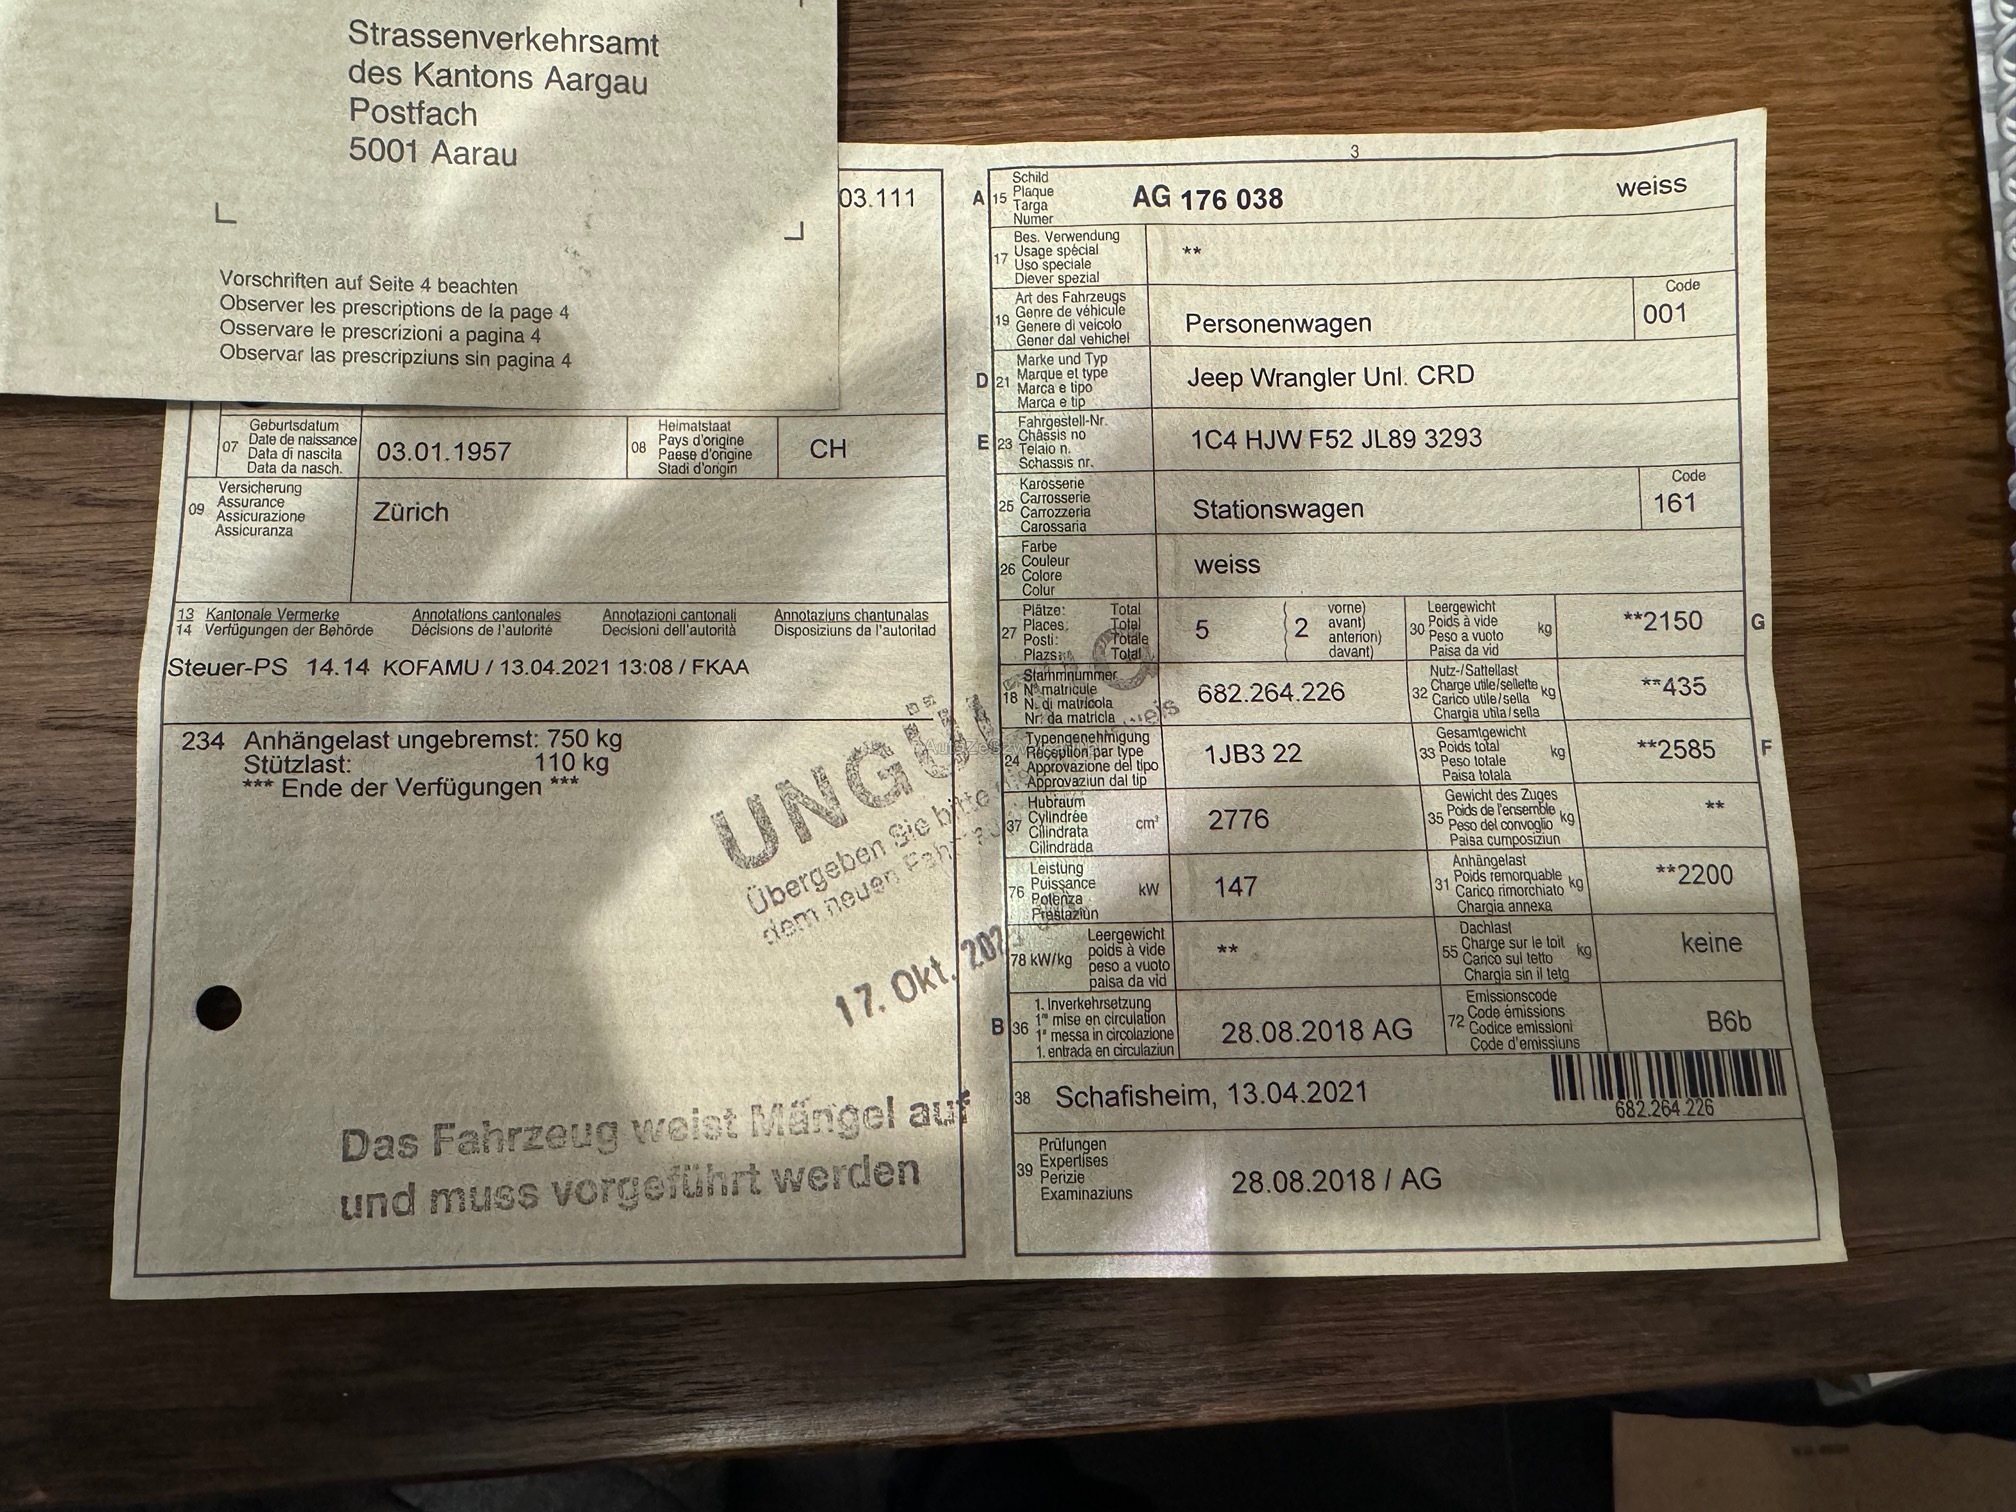 Strassenverkehrsamt
des Kantons Aargau
Postfach
5001 Aarau
Vorschriften auf Seite 4 beachten
Observer les prescriptions de la page 4
Osservare le prescrizioni a pagina 4
Observar las prescripziuns sin pagina 4
03.111
07 Geburtsdatum
Date de naissance
Data di nascita
Data da nasch.
03.01.1957
08 Heimatstaat
Pays d'origine
Paese d'origine
Stadi d'origin
CH
09 Versicherung
Assurance
Assicurazione
Assicuranza
Zürich
13 Kantonale Vermerke Annotations cantonales Annotazioni cantonali Annotaziuns chantunalas
14 Verfügungen der Behörde Décisions de l'autorité Decisioni dell'autorità Disposiziuns da l'autoritad
Steuer-PS 14.14 KOFAMU / 13.04.2021 13:08 / FKAA
234 Anhängelast ungebremst: 750 kg
Stützlast: 110 kg
*** Ende der Verfügungen ***
Übergeben Sie bitte
dem neuen
17. Okt.
Das Fahrzeug weist Mängel auf
und muss vorgeführt werden
3
A 15 Schild
Plaque
Targa
Numer
AG 176 038 weiss
17 Bes. Verwendung
Usage spécial
Uso speciale
Diever spezial
**
19 Art des Fahrzeugs
Genre de véhicule
Genere di veicolo
Gener dal vehichel
Personenwagen
Code
001
D 21 Marke und Typ
Marque et type
Marca e tipo
Marca e tip
Jeep Wrangler Unl. CRD
E 23 Fahrgestell-Nr.
Châssis no
Telaio n.
Schassis nr.
1C4 HJW F52 JL89 3293
25 Karosserie
Carrosserie
Carrozzeria
Carossaria
Stationswagen
Code
161
26 Farbe
Couleur
Colore
Colur
weiss
27 Plätze: Total
Places: Total
Posti: Totale
Plazs: Total
5 ( 2 vorne)
avant)
anterion)
davant)
30 Leergewicht
Poids à vide
Peso a vuoto
Paisa da vid
kg
**2150 G
18 Stammnummer
N° matricule
N. di matricola
Nr. da matricla
682.264.226
32 Nutz-/Sattellast
Charge utile/sellette
Carico utile/sella
Chargia utila/sella
kg
**435
24 Typengenehmigung
Réception par type
Approvazione del tipo
Approvaziun dal tip
1JB3 22
33 Gesamtgewicht
Poids total
Peso totale
Paisa totala
kg
**2585 F
37 Hubraum
Cylindrée
Cilindrata
Cilindrada
cm³
2776
35 Gewicht des Zuges
Poids de l'ensemble
Peso del convoglio
Paisa cumposiziun
kg
**
76 Leistung
Puissance
Potenza
Prestaziun
kW
147
31 Anhängelast
Poids remorquable
Carico rimorchiato
Chargia annexa
kg
**2200
78 kW/kg Leergewicht
poids à vide
peso a vuoto
paisa da vid
**
55 Dachlast
Charge sur le toit
Carico sul tetto
Chargia sin il tetg
kg
keine
B 36 1. Inverkehrsetzung
1re mise en circulation
1a messa in circolazione
1. entrada en circulaziun
28.08.2018 AG
72 Emissionscode
Code émissions
Codice emissioni
Code d'emissiuns
B6b
38 Schafisheim, 13.04.2021
682.264.226
39 Prüfungen
Expertises
Perizie
Examinaziuns
28.08.2018 / AG